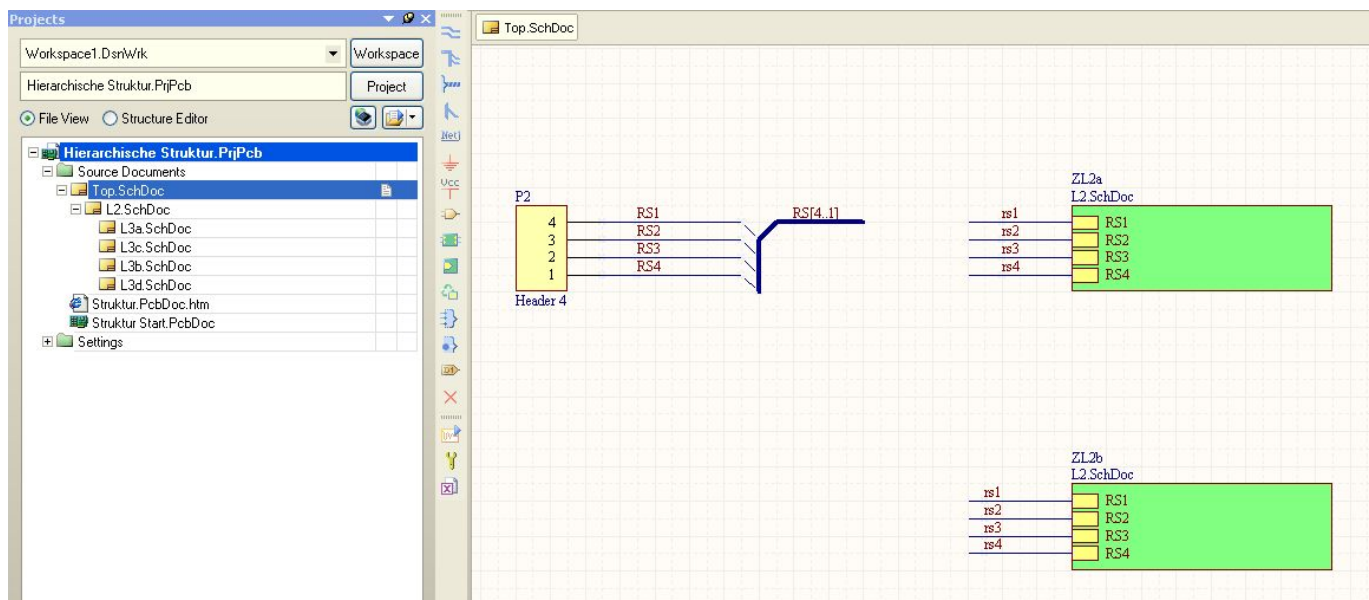 Projects
Workspace1.DsnWrk
Workspace
Hierarchische Struktur.PrjPcb
Project
File View
Structure Editor
Hierarchische Struktur.PrjPcb
Source Documents
Top.SchDoc
L2.SchDoc
L3a.SchDoc
L3c.SchDoc
L3b.SchDoc
L3d.SchDoc
Struktur.PcbDoc.htm
Struktur Start.PcbDoc
Settings
Net
Vcc
Top.SchDoc
P2
4
3
2
1
Header 4
RS1
RS2
RS3
RS4
RS[4..1]
ZL2a
L2.SchDoc
rs1
rs2
rs3
rs4
RS1
RS2
RS3
RS4
ZL2b
L2.SchDoc
rs1
rs2
rs3
rs4
RS1
RS2
RS3
RS4